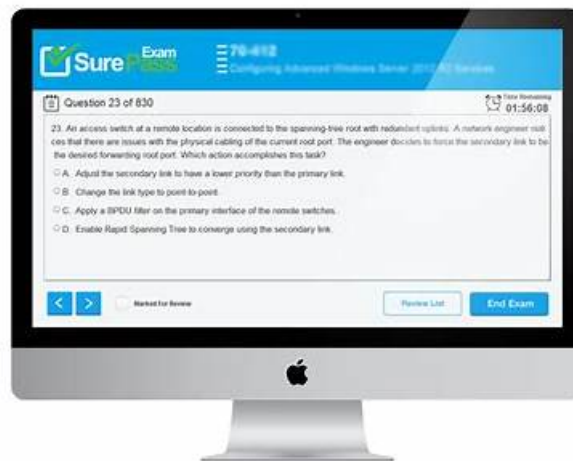 Sure Pass
Exam
70-412
Configuring Advanced Windows Server 2012 R2 Services
Question 23 of 830
Time Remaining
01:56:08
23. An access switch at a remote location is connected to the spanning-tree root with redundant uplinks. A network engineer noti
ces that there are issues with the physical cabling of the current root port. The engineer decides to force the secondary link to be
the desired forwarding root port. Which action accomplishes this task?
A. Adjust the secondary link to have a lower priority than the primary link.
B. Change the link type to point-to-point.
C. Apply a BPDU filter on the primary interface of the remote switches.
D. Enable Rapid Spanning Tree to converge using the secondary link.
< >
Marked for Review
Review List
End Exam